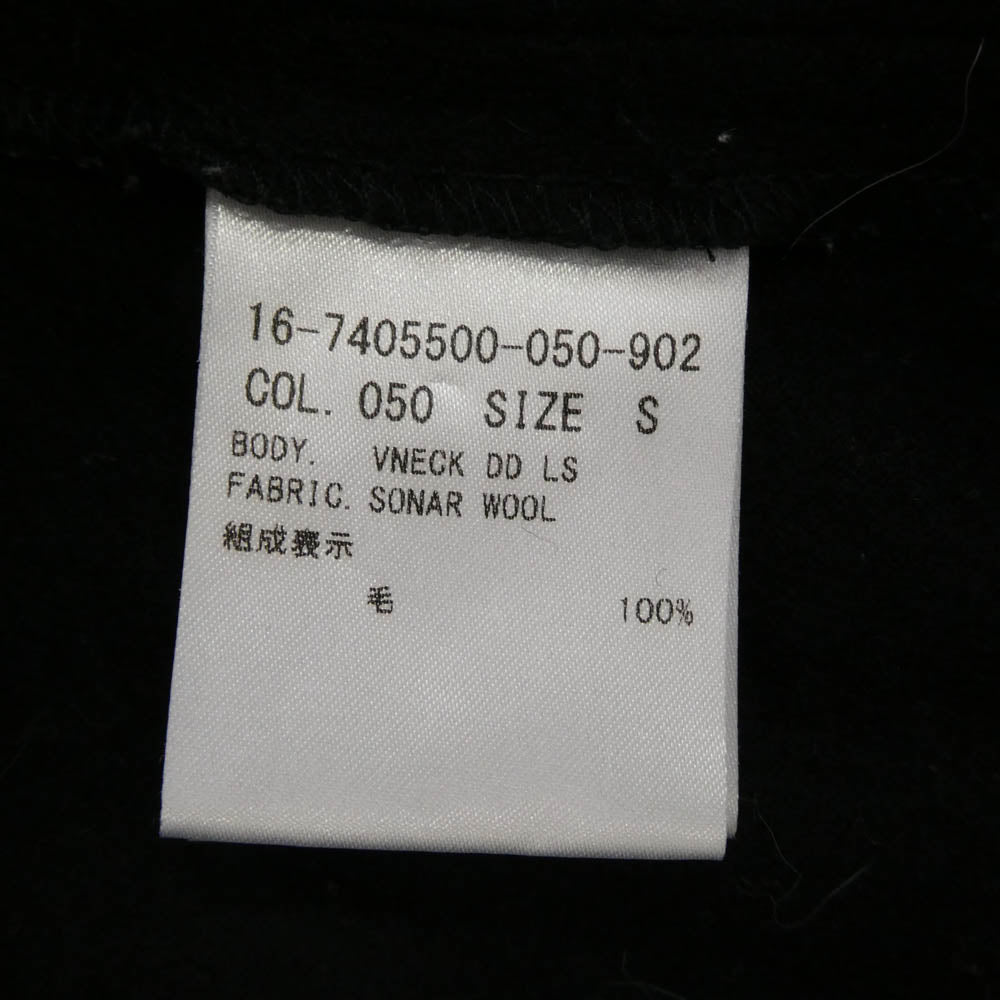 16-7405500-050-902
COL. 050 SIZE S
BODY. VNECK DD LS
FABRIC. SONAR WOOL
組成表示
毛 100%